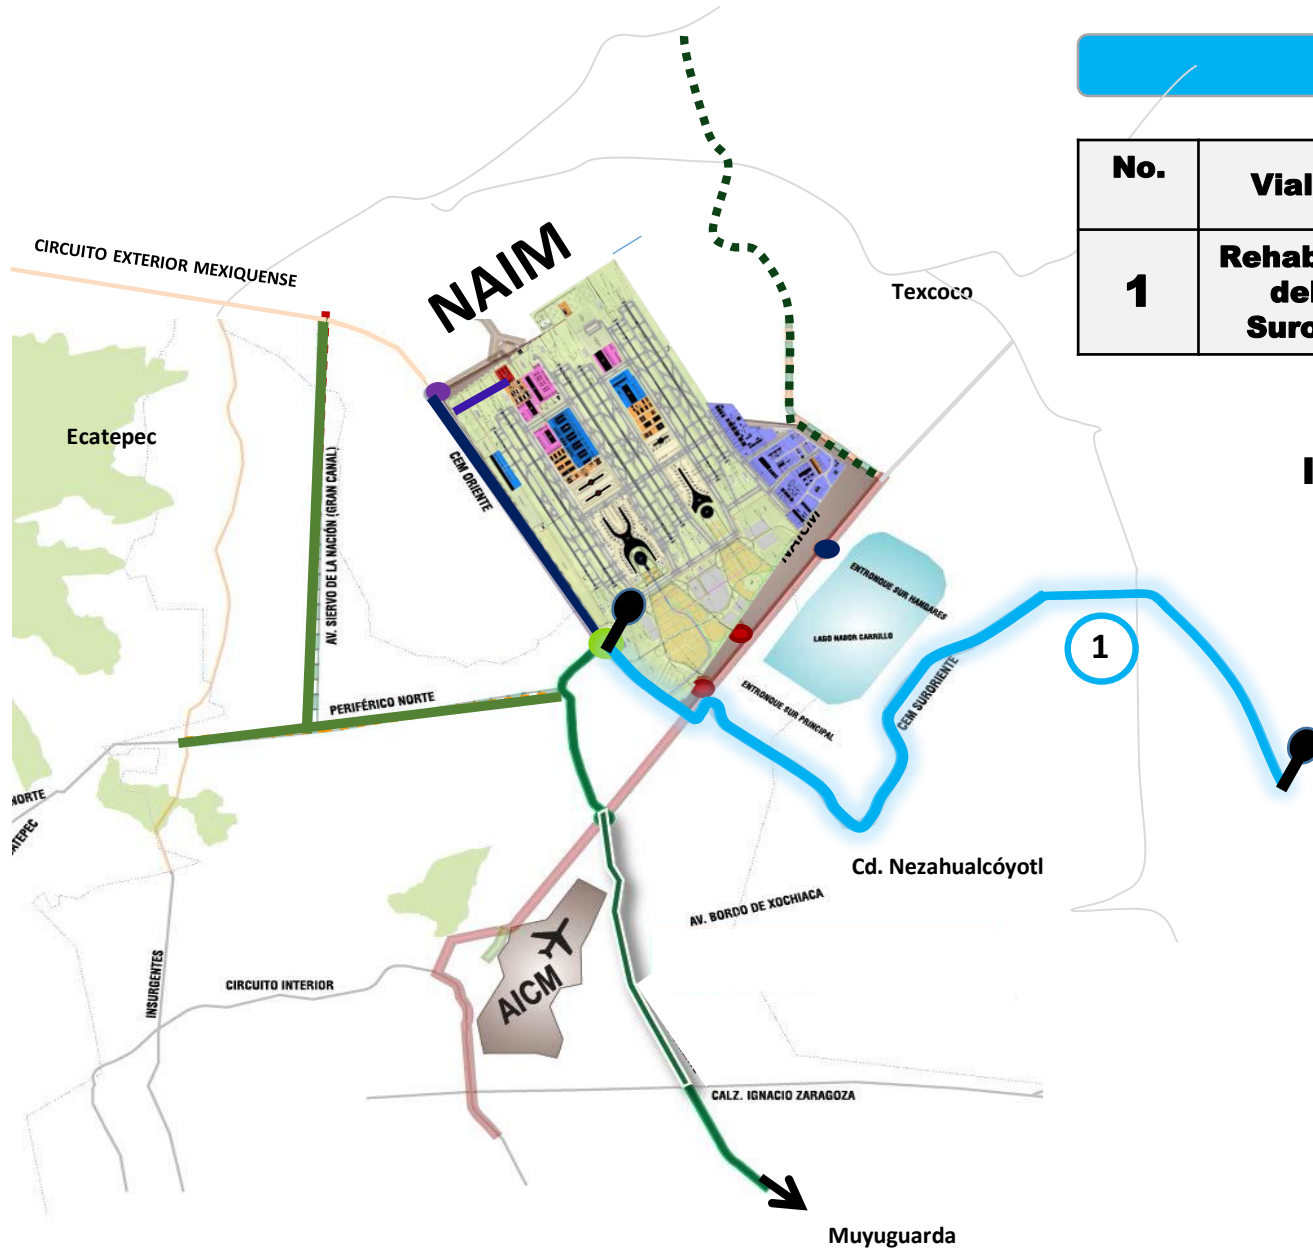 No.
Vial
1
Rehab
del
Suro
CIRCUITO EXTERIOR MEXIQUENSE
NAIM
Texcoco
Ecatepec
CEM ORIENTE
AV. SIERVO DE LA NACIÓN (GRAN CANAL)
NAICM
ENTRONQUE SUR HANGARES
LAGO NABOR CARRILLO
1
PERIFÉRICO NORTE
ENTRONQUE SUR PRINCIPAL
CEM SURORIENTE
NORTE
ATEPEC
Cd. Nezahualcóyotl
AV. BORDO DE XOCHIACA
INSURGENTES
CIRCUITO INTERIOR
AICM
CALZ. IGNACIO ZARAGOZA
Muyuguarda